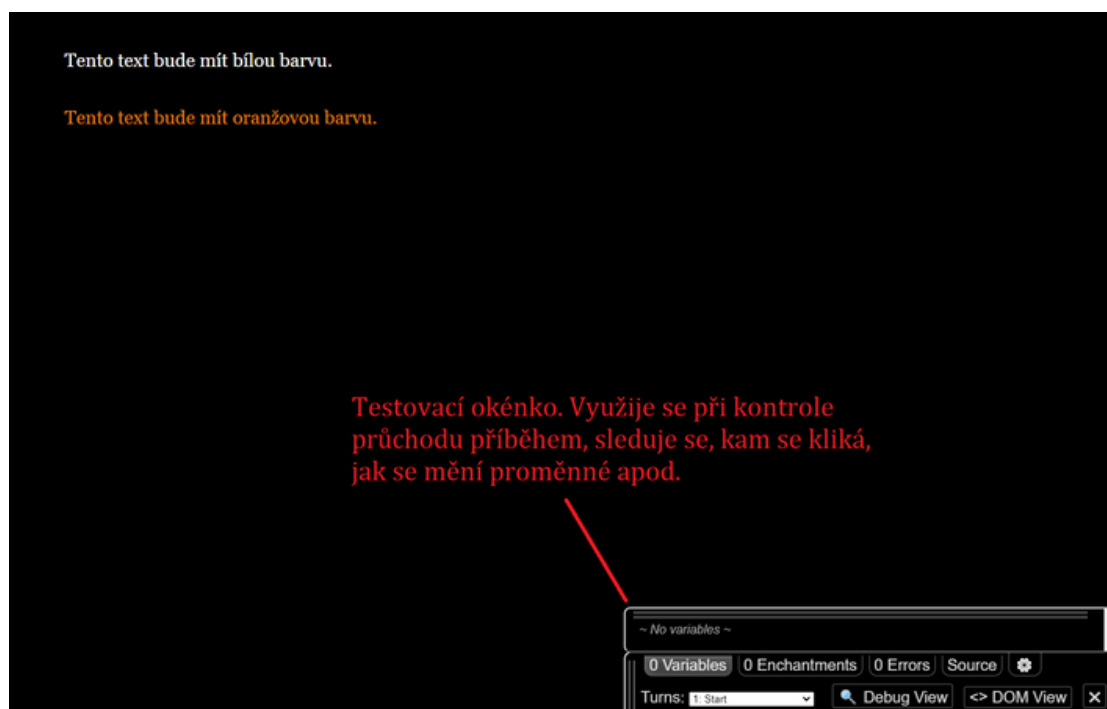 Tento text bude mít bílou barvu.
Tento text bude mít oranžovou barvu.
Testovací okénko. Využije se při kontrole
průchodu příběhem, sleduje se, kam se kliká,
jak se mění proměnné apod.
~ No variables ~
0 Variables 0 Enchantments 0 Errors Source
Turns: 1: Start Debug View <> DOM View ×